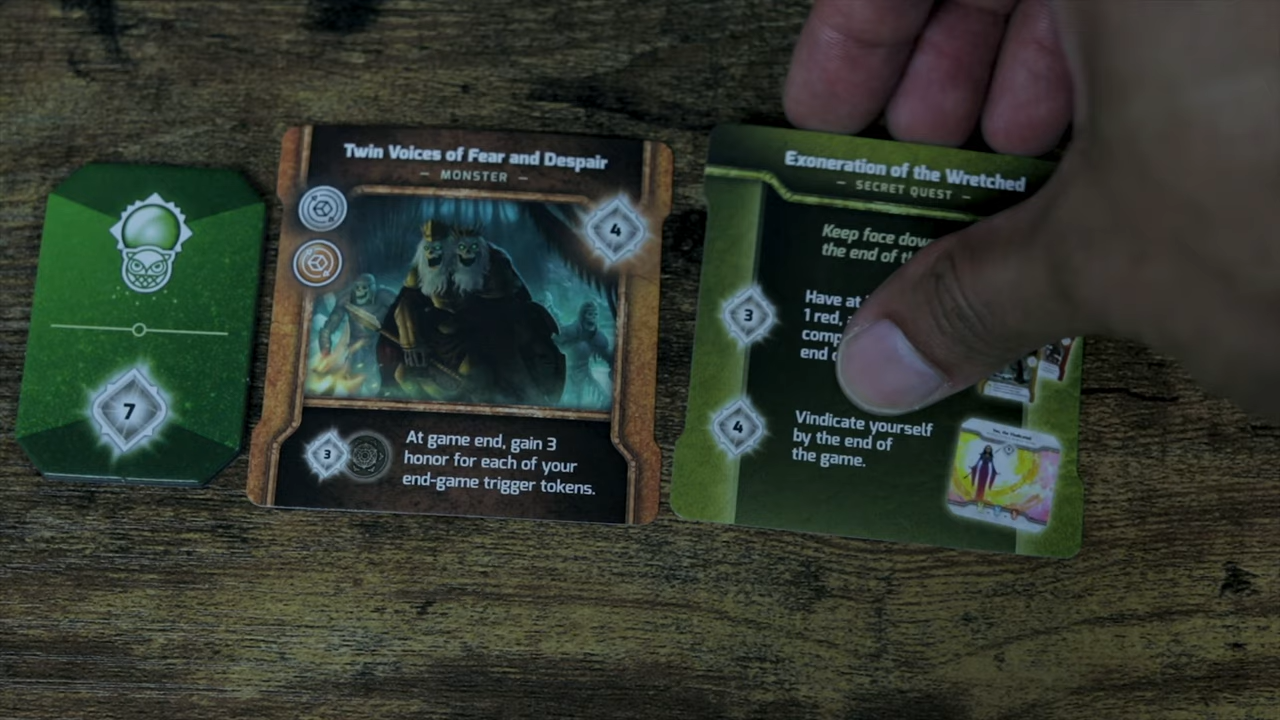 7
Twin Voices of Fear and Despair
— MONSTER —
4
3
At game end, gain 3
honor for each of your
end-game trigger tokens.
Exoneration of the Wretched
— SECRET QUEST —
Keep face
the end of
3
Have at
1 red,
end
4
Vindicate yourself
by the end of
the game.